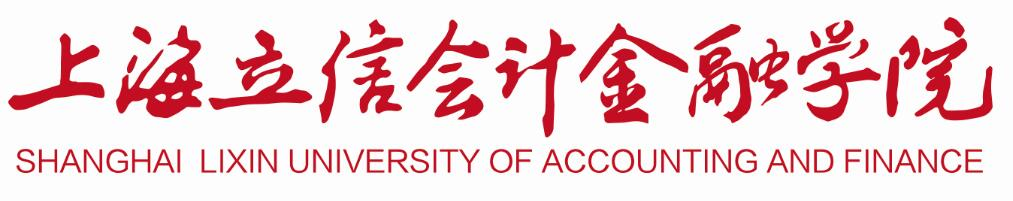 上海立信会计金融学院
SHANGHAI LIXIN UNIVERSITY OF ACCOUNTING AND FINANCE